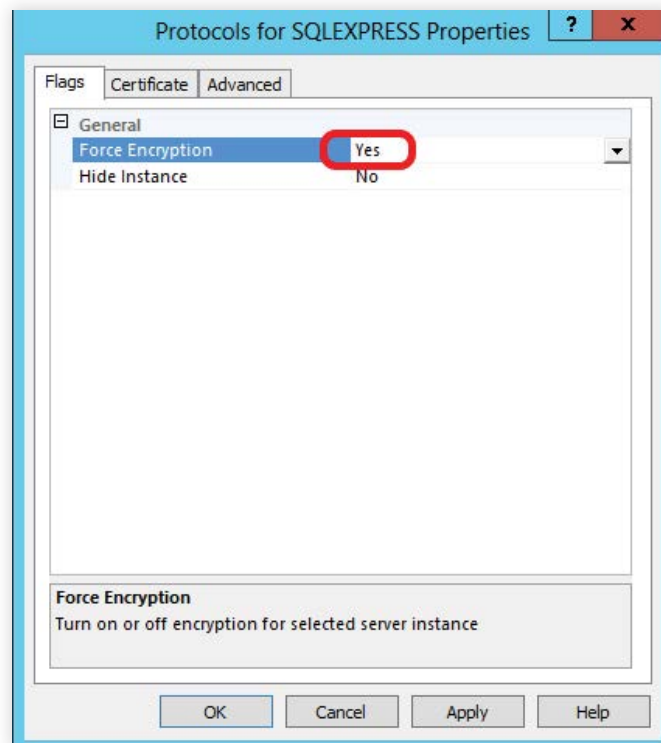 Protocols for SQLEXPRESS Properties ? x
Flags Certificate Advanced
General
Force Encryption Yes
Hide Instance No
Force Encryption
Turn on or off encryption for selected server instance
OK Cancel Apply Help